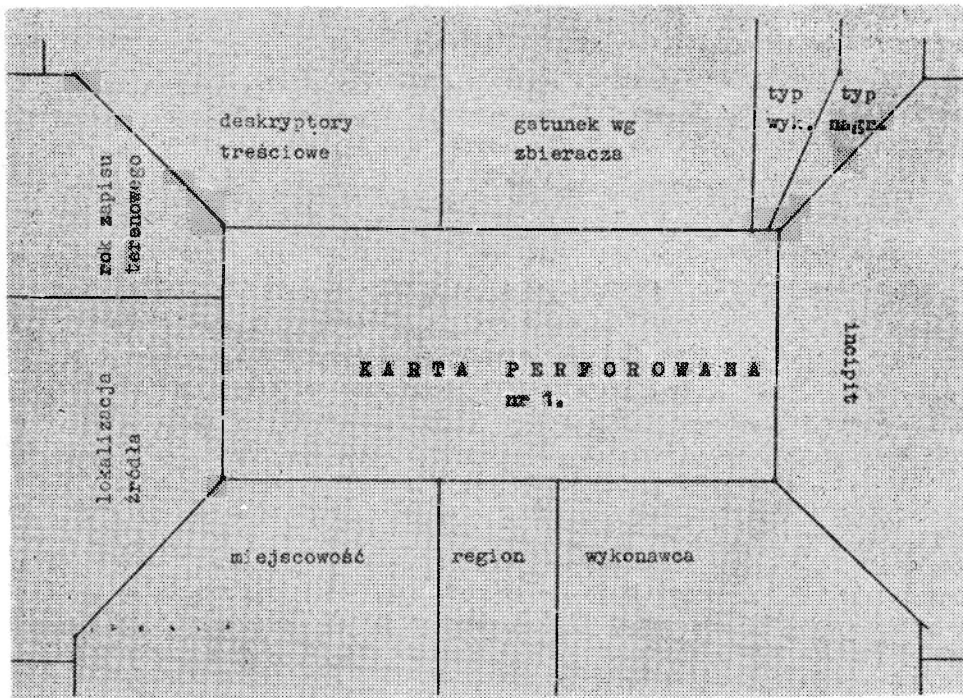 deskryptory
treściowe
gatunek wg
zbieracza
typ
wyk.
typ
nagr.
rok zapisu
terenowego
lokalizacja
źródła
KARTA PERFOROWANA
nr 1.
incipit
miejscowość
region
wykonawca